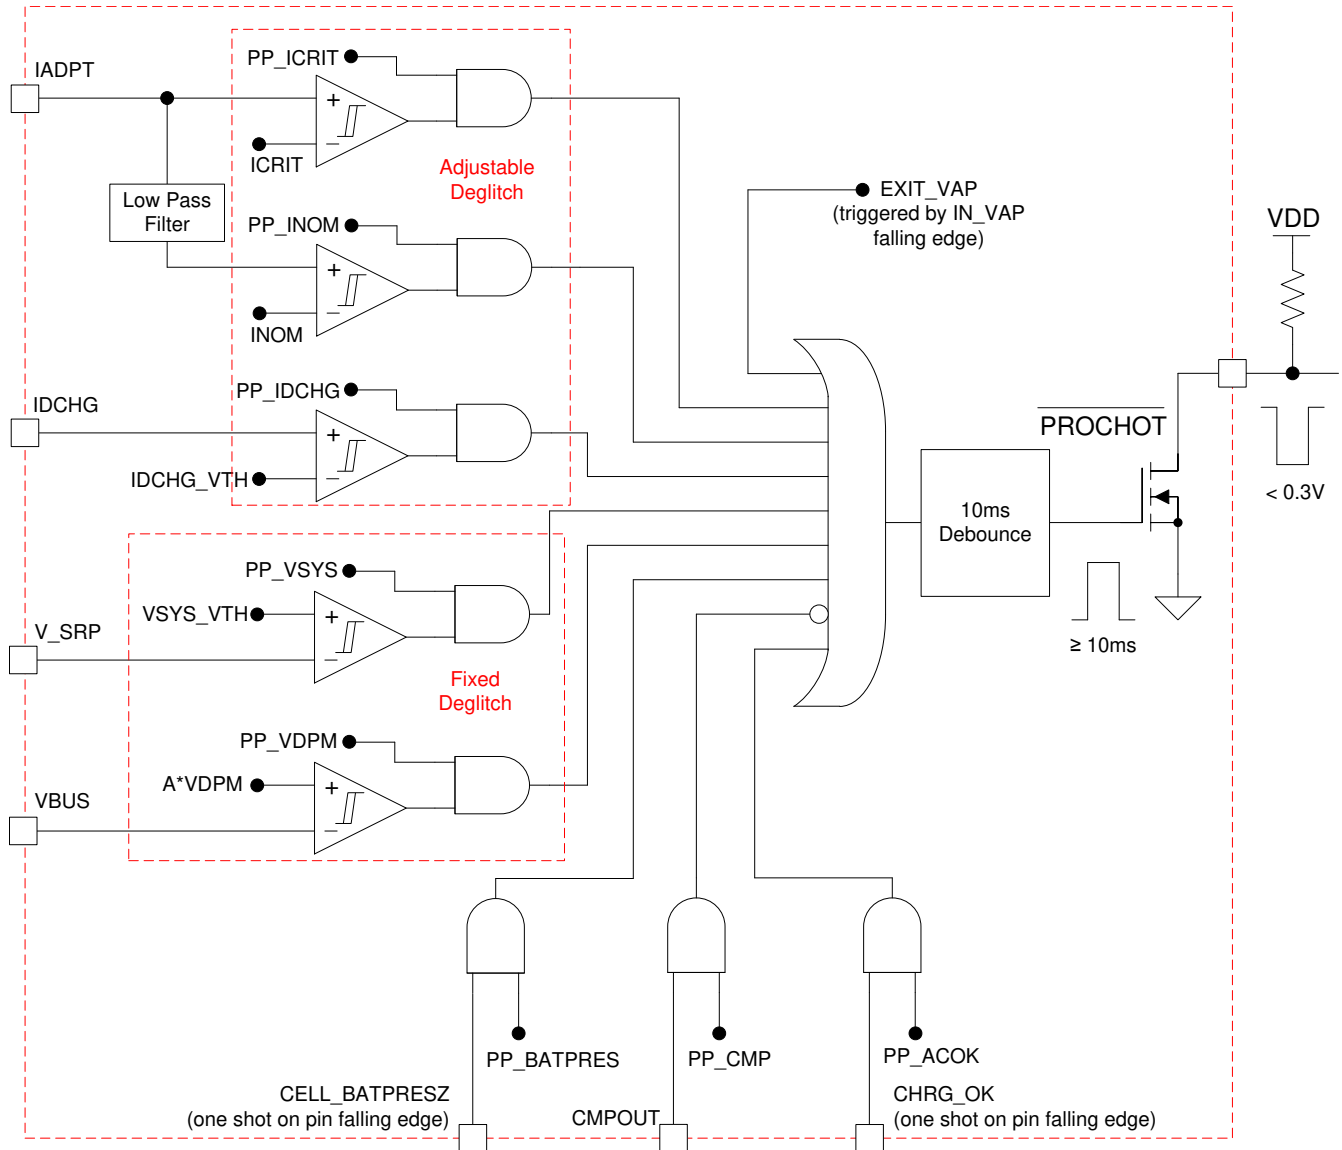 IADPT
PP_ICRIT
+
−
ICRIT
Adjustable
Deglitch
Low Pass
Filter
PP_INOM
+
−
INOM
EXIT_VAP
(triggered by IN_VAP
falling edge)
VDD
IDCHG
PP_IDCHG
+
−
IDCHG_VTH
PROCHOT
< 0.3V
10ms
Debounce
≥ 10ms
PP_VSYS
VSYS_VTH
+
−
V_SRP
Fixed
Deglitch
PP_VDPM
A*VDPM
+
−
VBUS
PP_BATPRES
PP_CMP
PP_ACOK
CELL_BATPRESZ
(one shot on pin falling edge)
CMPOUT
CHRG_OK
(one shot on pin falling edge)